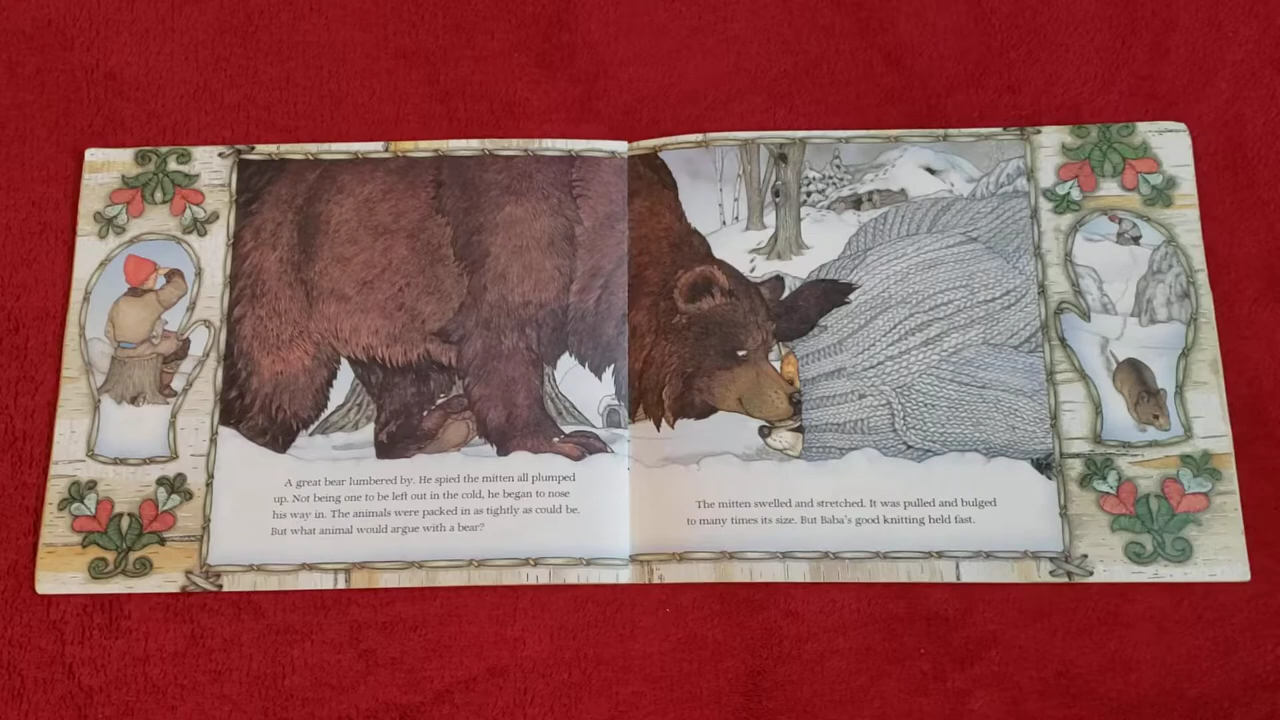 A great bear lumbered by. He spied the mitten all plumped
up. Not being one to be left out in the cold, he began to nose
his way in. The animals were packed in as tightly as could be.
But what animal would argue with a bear?
The mitten swelled and stretched. It was pulled and bulged
to many times its size. But Baba's good knitting held fast.